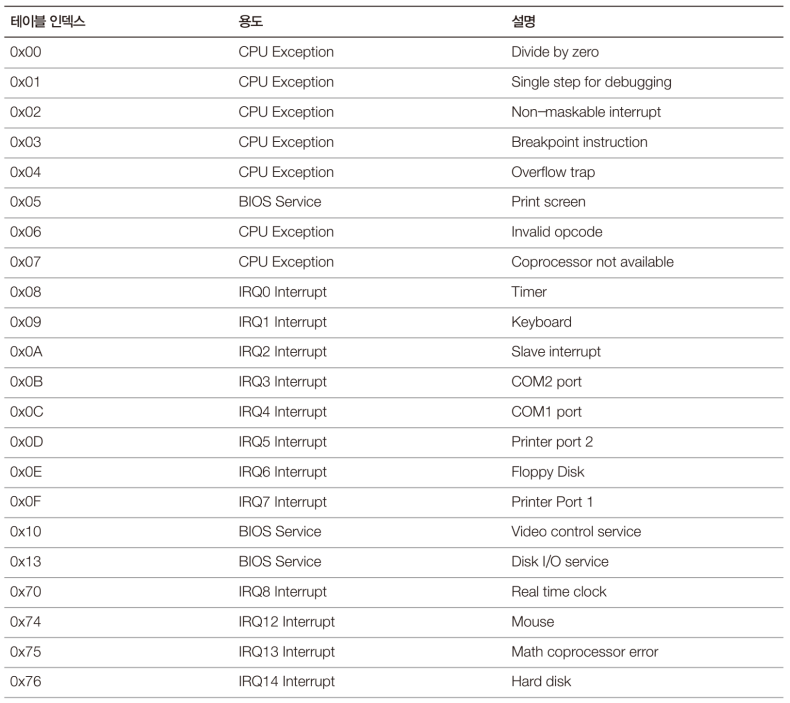 테이블 인덱스 용도 설명
0x00 CPU Exception Divide by zero
0x01 CPU Exception Single step for debugging
0x02 CPU Exception Non-maskable interrupt
0x03 CPU Exception Breakpoint instruction
0x04 CPU Exception Overflow trap
0x05 BIOS Service Print screen
0x06 CPU Exception Invalid opcode
0x07 CPU Exception Coprocessor not available
0x08 IRQ0 Interrupt Timer
0x09 IRQ1 Interrupt Keyboard
0x0A IRQ2 Interrupt Slave interrupt
0x0B IRQ3 Interrupt COM2 port
0x0C IRQ4 Interrupt COM1 port
0x0D IRQ5 Interrupt Printer port 2
0x0E IRQ6 Interrupt Floppy Disk
0x0F IRQ7 Interrupt Printer Port 1
0x10 BIOS Service Video control service
0x13 BIOS Service Disk I/O service
0x70 IRQ8 Interrupt Real time clock
0x74 IRQ12 Interrupt Mouse
0x75 IRQ13 Interrupt Math coprocessor error
0x76 IRQ14 Interrupt Hard disk